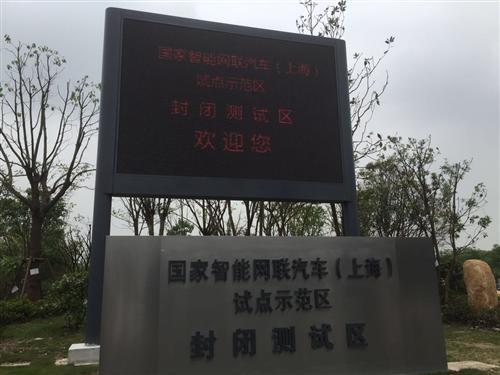 国家智能网联汽车（上海）
试点示范区
封闭测试区
欢迎您
国家智能网联汽车（上海）
试点示范区
封闭测试区